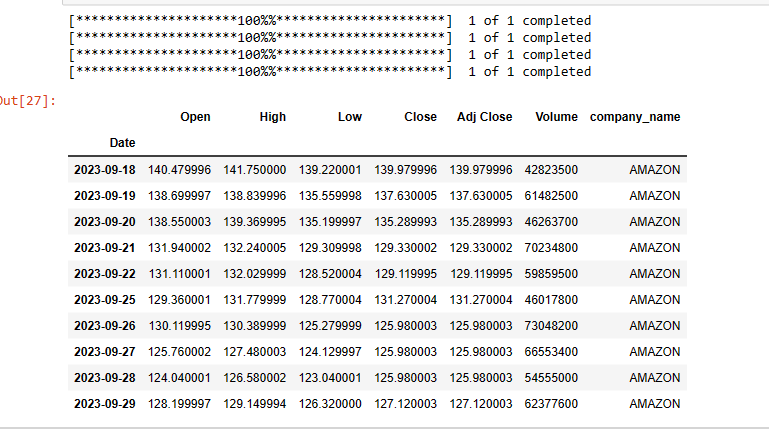 [*********************100%%**********************]  1 of 1 completed
[*********************100%%**********************]  1 of 1 completed
[*********************100%%**********************]  1 of 1 completed
[*********************100%%**********************]  1 of 1 completed
Out[27]:
Open High Low Close Adj Close Volume company_name
Date
2023-09-18 140.479996 141.750000 139.220001 139.979996 139.979996 42823500 AMAZON
2023-09-19 138.699997 138.839996 135.559998 137.630005 137.630005 61482500 AMAZON
2023-09-20 138.550003 139.369995 135.199997 135.289993 135.289993 46263700 AMAZON
2023-09-21 131.940002 132.240005 129.309998 129.330002 129.330002 70234800 AMAZON
2023-09-22 131.110001 132.029999 128.520004 129.119995 129.119995 59859500 AMAZON
2023-09-25 129.360001 131.779999 128.770004 131.270004 131.270004 46017800 AMAZON
2023-09-26 130.119995 130.389999 125.279999 125.980003 125.980003 73048200 AMAZON
2023-09-27 125.760002 127.480003 124.129997 125.980003 125.980003 66553400 AMAZON
2023-09-28 124.040001 126.580002 123.040001 125.980003 125.980003 54555000 AMAZON
2023-09-29 128.199997 129.149994 126.320000 127.120003 127.120003 62377600 AMAZON